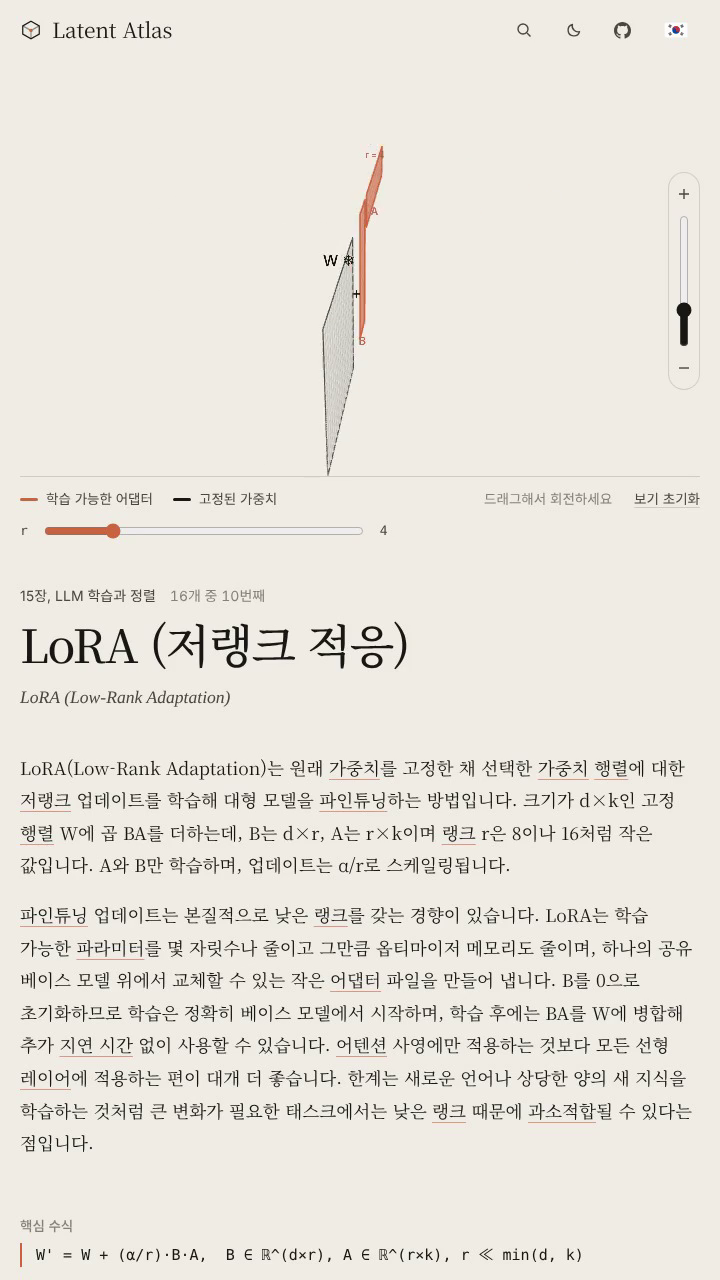 Latent Atlas
r = 4
A
W ❄
+
B
+
−
학습 가능한 어댑터 고정된 가중치 드래그해서 회전하세요 보기 초기화
r 4
15장, LLM 학습과 정렬 16개 중 10번째
LoRA (저랭크 적응)
LoRA (Low-Rank Adaptation)
LoRA(Low-Rank Adaptation)는 원래 가중치를 고정한 채 선택한 가중치 행렬에 대한
저랭크 업데이트를 학습해 대형 모델을 파인튜닝하는 방법입니다. 크기가 d×k인 고정
행렬 W에 곱 BA를 더하는데, B는 d×r, A는 r×k이며 랭크 r은 8이나 16처럼 작은
값입니다. A와 B만 학습하며, 업데이트는 α/r로 스케일링됩니다.
파인튜닝 업데이트는 본질적으로 낮은 랭크를 갖는 경향이 있습니다. LoRA는 학습
가능한 파라미터를 몇 자릿수나 줄이고 그만큼 옵티마이저 메모리도 줄이며, 하나의 공유
베이스 모델 위에서 교체할 수 있는 작은 어댑터 파일을 만들어 냅니다. B를 0으로
초기화하므로 학습은 정확히 베이스 모델에서 시작하며, 학습 후에는 BA를 W에 병합해
추가 지연 시간 없이 사용할 수 있습니다. 어텐션 사영에만 적용하는 것보다 모든 선형
레이어에 적용하는 편이 대개 더 좋습니다. 한계는 새로운 언어나 상당한 양의 새 지식을
학습하는 것처럼 큰 변화가 필요한 태스크에서는 낮은 랭크 때문에 과소적합될 수 있다는
점입니다.
핵심 수식
W' = W + (α/r)·B·A,  B ∈ ℝ^(d×r), A ∈ ℝ^(r×k), r ≪ min(d, k)